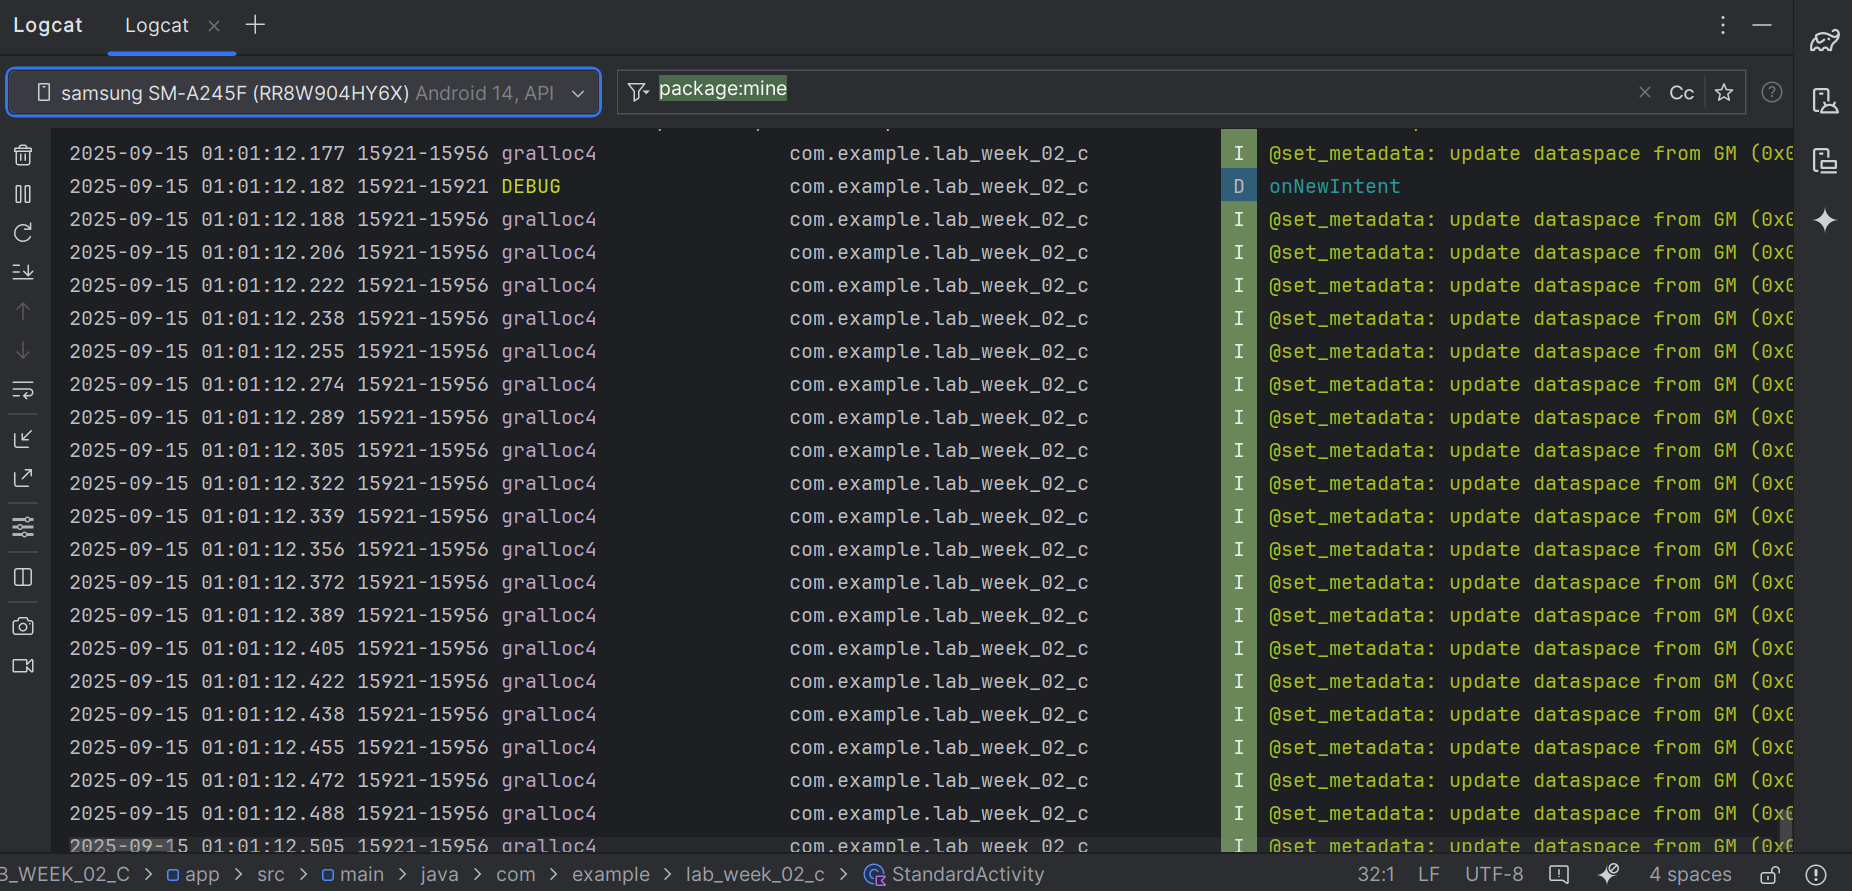 Logcat Logcat
samsung SM-A245F (RR8W904HY6X) Android 14, API package:mine Cc
2025-09-15 01:01:12.177 15921-15956 gralloc4 com.example.lab_week_02_c I @set_metadata: update dataspace from GM (0x0
2025-09-15 01:01:12.182 15921-15921 DEBUG com.example.lab_week_02_c D onNewIntent
2025-09-15 01:01:12.188 15921-15956 gralloc4 com.example.lab_week_02_c I @set_metadata: update dataspace from GM (0x0
2025-09-15 01:01:12.206 15921-15956 gralloc4 com.example.lab_week_02_c I @set_metadata: update dataspace from GM (0x0
2025-09-15 01:01:12.222 15921-15956 gralloc4 com.example.lab_week_02_c I @set_metadata: update dataspace from GM (0x0
2025-09-15 01:01:12.238 15921-15956 gralloc4 com.example.lab_week_02_c I @set_metadata: update dataspace from GM (0x0
2025-09-15 01:01:12.255 15921-15956 gralloc4 com.example.lab_week_02_c I @set_metadata: update dataspace from GM (0x0
2025-09-15 01:01:12.274 15921-15956 gralloc4 com.example.lab_week_02_c I @set_metadata: update dataspace from GM (0x0
2025-09-15 01:01:12.289 15921-15956 gralloc4 com.example.lab_week_02_c I @set_metadata: update dataspace from GM (0x0
2025-09-15 01:01:12.305 15921-15956 gralloc4 com.example.lab_week_02_c I @set_metadata: update dataspace from GM (0x0
2025-09-15 01:01:12.322 15921-15956 gralloc4 com.example.lab_week_02_c I @set_metadata: update dataspace from GM (0x0
2025-09-15 01:01:12.339 15921-15956 gralloc4 com.example.lab_week_02_c I @set_metadata: update dataspace from GM (0x0
2025-09-15 01:01:12.356 15921-15956 gralloc4 com.example.lab_week_02_c I @set_metadata: update dataspace from GM (0x0
2025-09-15 01:01:12.372 15921-15956 gralloc4 com.example.lab_week_02_c I @set_metadata: update dataspace from GM (0x0
2025-09-15 01:01:12.389 15921-15956 gralloc4 com.example.lab_week_02_c I @set_metadata: update dataspace from GM (0x0
2025-09-15 01:01:12.405 15921-15956 gralloc4 com.example.lab_week_02_c I @set_metadata: update dataspace from GM (0x0
2025-09-15 01:01:12.422 15921-15956 gralloc4 com.example.lab_week_02_c I @set_metadata: update dataspace from GM (0x0
2025-09-15 01:01:12.438 15921-15956 gralloc4 com.example.lab_week_02_c I @set_metadata: update dataspace from GM (0x0
2025-09-15 01:01:12.455 15921-15956 gralloc4 com.example.lab_week_02_c I @set_metadata: update dataspace from GM (0x0
2025-09-15 01:01:12.472 15921-15956 gralloc4 com.example.lab_week_02_c I @set_metadata: update dataspace from GM (0x0
2025-09-15 01:01:12.488 15921-15956 gralloc4 com.example.lab_week_02_c I @set_metadata: update dataspace from GM (0x0
2025-09-15 01:01:12.505 15921-15956 gralloc4 com.example.lab_week_02_c I @set_metadata: update dataspace from GM (0x0
B_WEEK_02_C > app > src > main > java > com > example > lab_week_02_c > StandardActivity 32:1 LF UTF-8 4 spaces